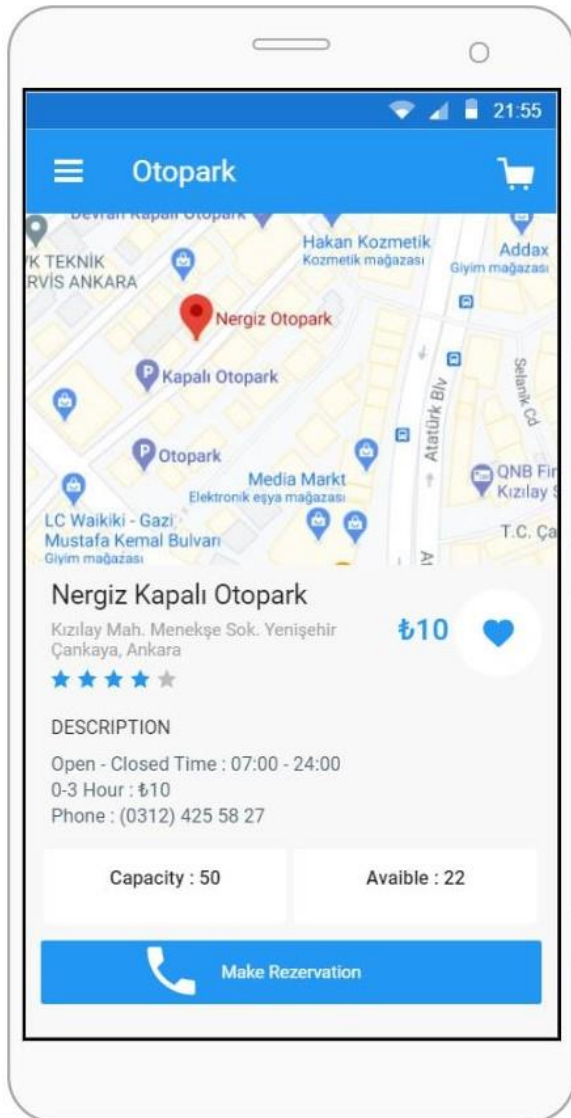 21:55
Otopark
Devran Kapalı Otopark
Hakan Kozmetik
Kozmetik mağazası
Addax
Giyim mağazası
TEKNİK
ANKARA
Nergiz Otopark
Kapalı Otopark
Selanik Cd
Atatürk Blv
Otopark
Media Markt
Elektronik eşya mağazası
QNB
Kızılay
LC Waikiki - Gazi
Mustafa Kemal Bulvarı
Giyim mağazası
T.C.
Nergiz Kapalı Otopark
Kızılay Mah. Menekşe Sok. Yenişehir
Çankaya, Ankara
₺10
DESCRIPTION
Open - Closed Time : 07:00 - 24:00
0-3 Hour : ₺10
Phone : (0312) 425 58 27
Capacity : 50
Avaible : 22
Make Rezervation